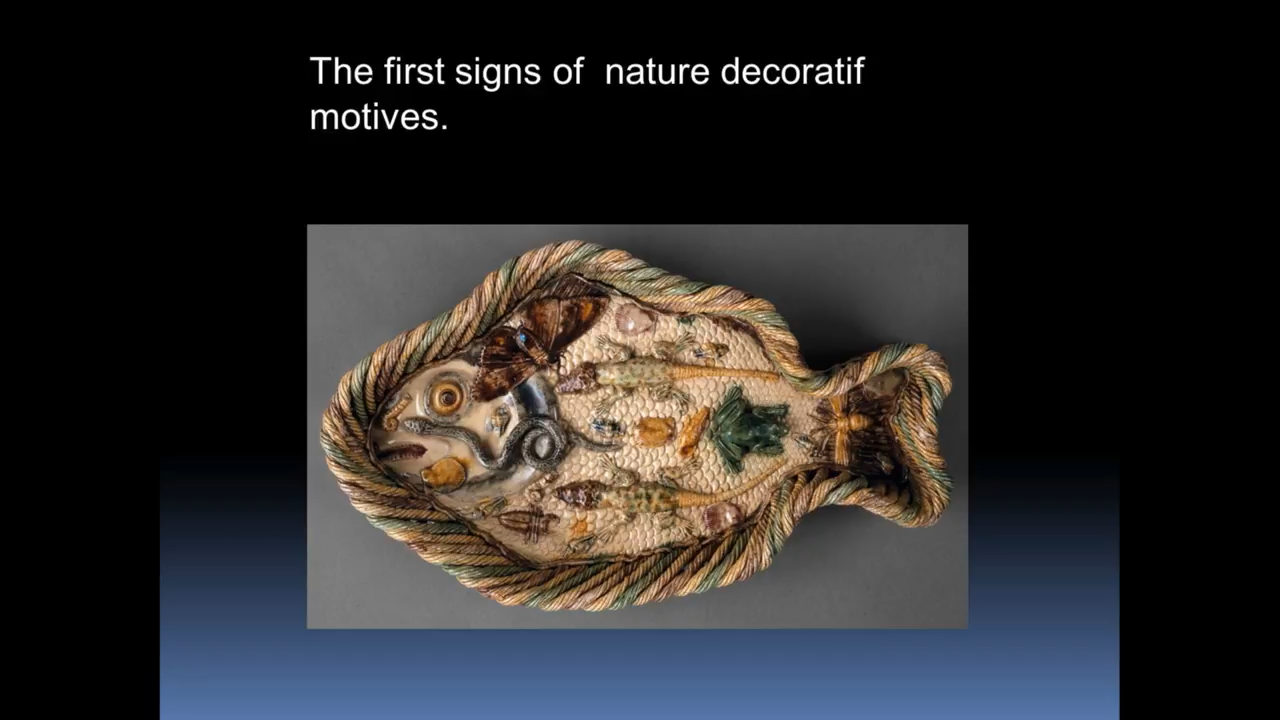 The first signs of  nature decoratif
motives.